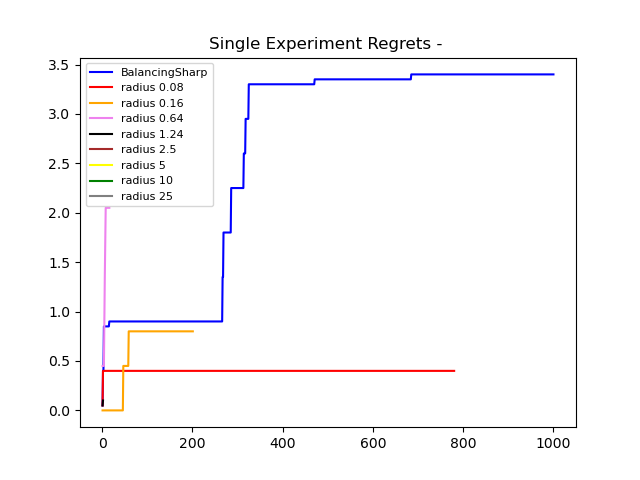 Single Experiment Regrets -
3.5
3.0
2.5
2.0
1.5
1.0
0.5
0.0
BalancingSharp
radius 0.08
radius 0.16
radius 0.64
radius 1.24
radius 2.5
radius 5
radius 10
radius 25
0 200 400 600 800 1000